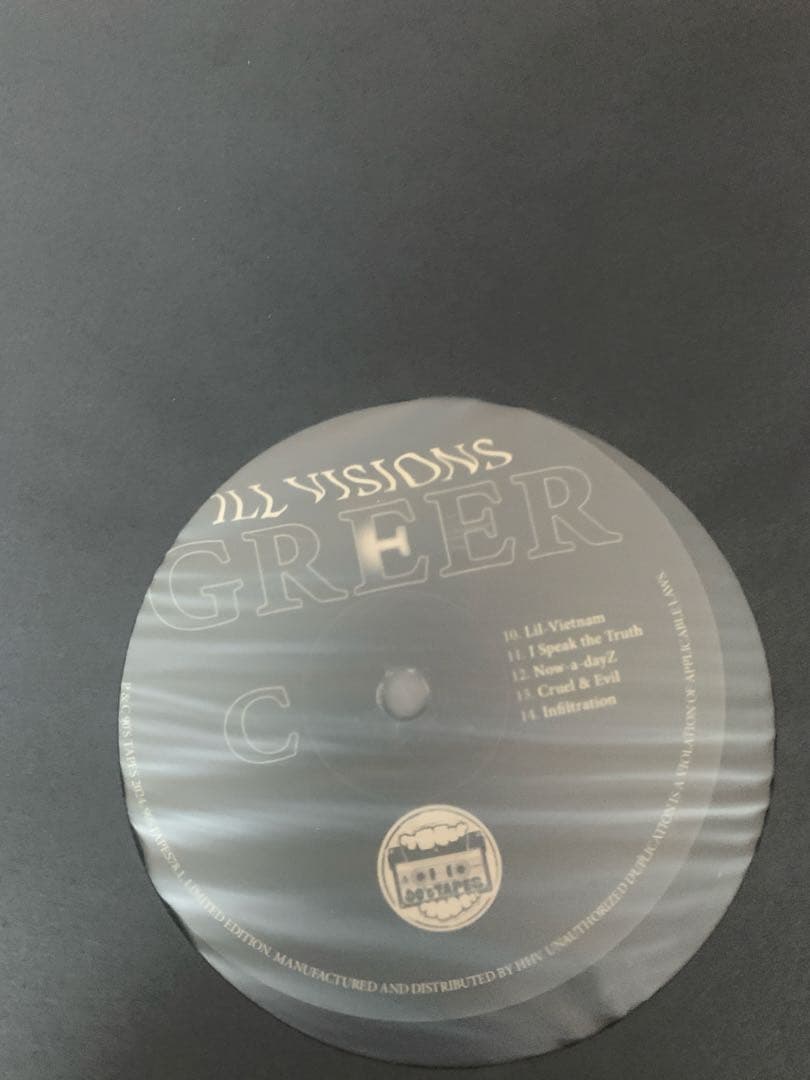 ILL VISIONS
GREER
C
10. Lil-Vietnam
11. I Speak the Truth
12. Now-a-dayZ
13. Cruel & Evil
14. Infiltration
90sTAPES
LIMITED EDITION. MANUFACTURED AND DISTRIBUTED BY HHV. UNAUTHORIZED DUPLICATION IS A VIOLATION OF APPLICABLE LAWS